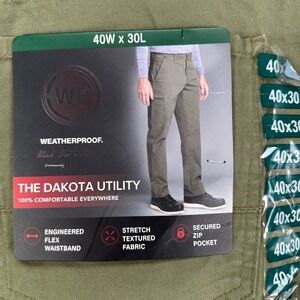 40W x 30L
WP
WEATHERPROOF.
THE DAKOTA UTILITY
100% COMFORTABLE EVERYWHERE
ENGINEERED
FLEX
WAISTBAND
STRETCH
TEXTURED
FABRIC
SECURED
ZIP
POCKET
40x3
40x30
40x30
40x30
40x30
40x30
40x30